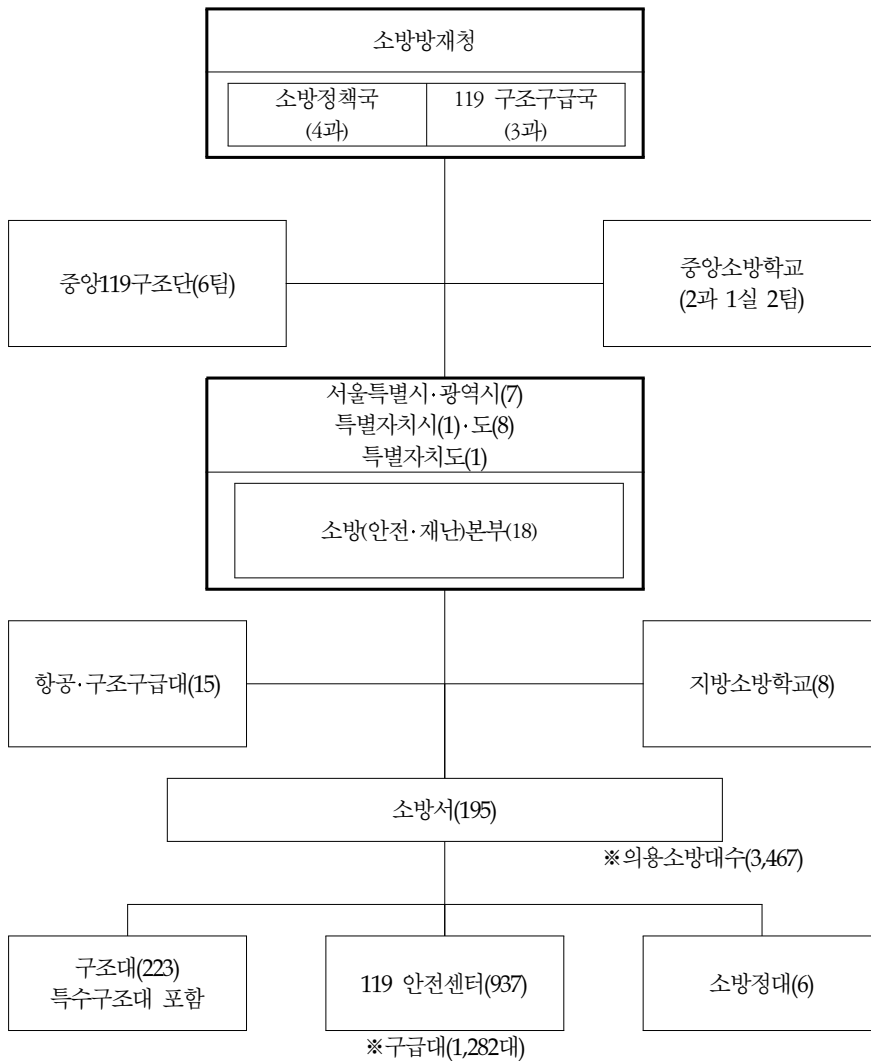 소방방재청
소방정책국
(4과)
119 구조구급국
(3과)
중앙119구조단(6팀)
중앙소방학교
(2과 1실 2팀)
서울특별시·광역시(7)
특별자치시(1)·도(8)
특별자치도(1)
소방(안전·재난)본부(18)
항공·구조구급대(15)
지방소방학교(8)
소방서(195)
※의용소방대수(3,467)
구조대(223)
특수구조대 포함
119 안전센터(937)
소방정대(6)
※구급대(1,282대)